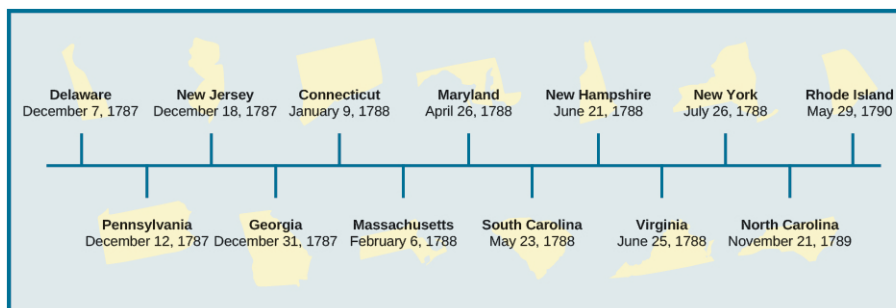 Delaware
December 7, 1787
New Jersey
December 18, 1787
Connecticut
January 9, 1788
Maryland
April 26, 1788
New Hampshire
June 21, 1788
New York
July 26, 1788
Rhode Island
May 29, 1790
Pennsylvania
December 12, 1787
Georgia
December 31, 1787
Massachusetts
February 6, 1788
South Carolina
May 23, 1788
Virginia
June 25, 1788
North Carolina
November 21, 1789